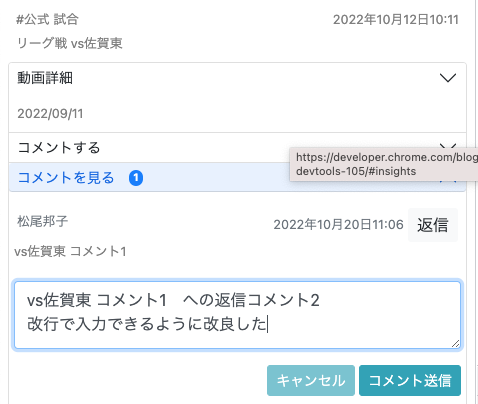 #公式 試合
2022年10月12日10:11
リーグ戦 vs佐賀東
動画詳細
2022/09/11
コメントする
https://developer.chrome.com/blog
devtools-105/#insights
コメントを見る 1
松尾邦子
2022年10月20日11:06
返信
vs佐賀東 コメント1
vs佐賀東 コメント1　への返信コメント2
改行で入力できるように改良した
キャンセル
コメント送信